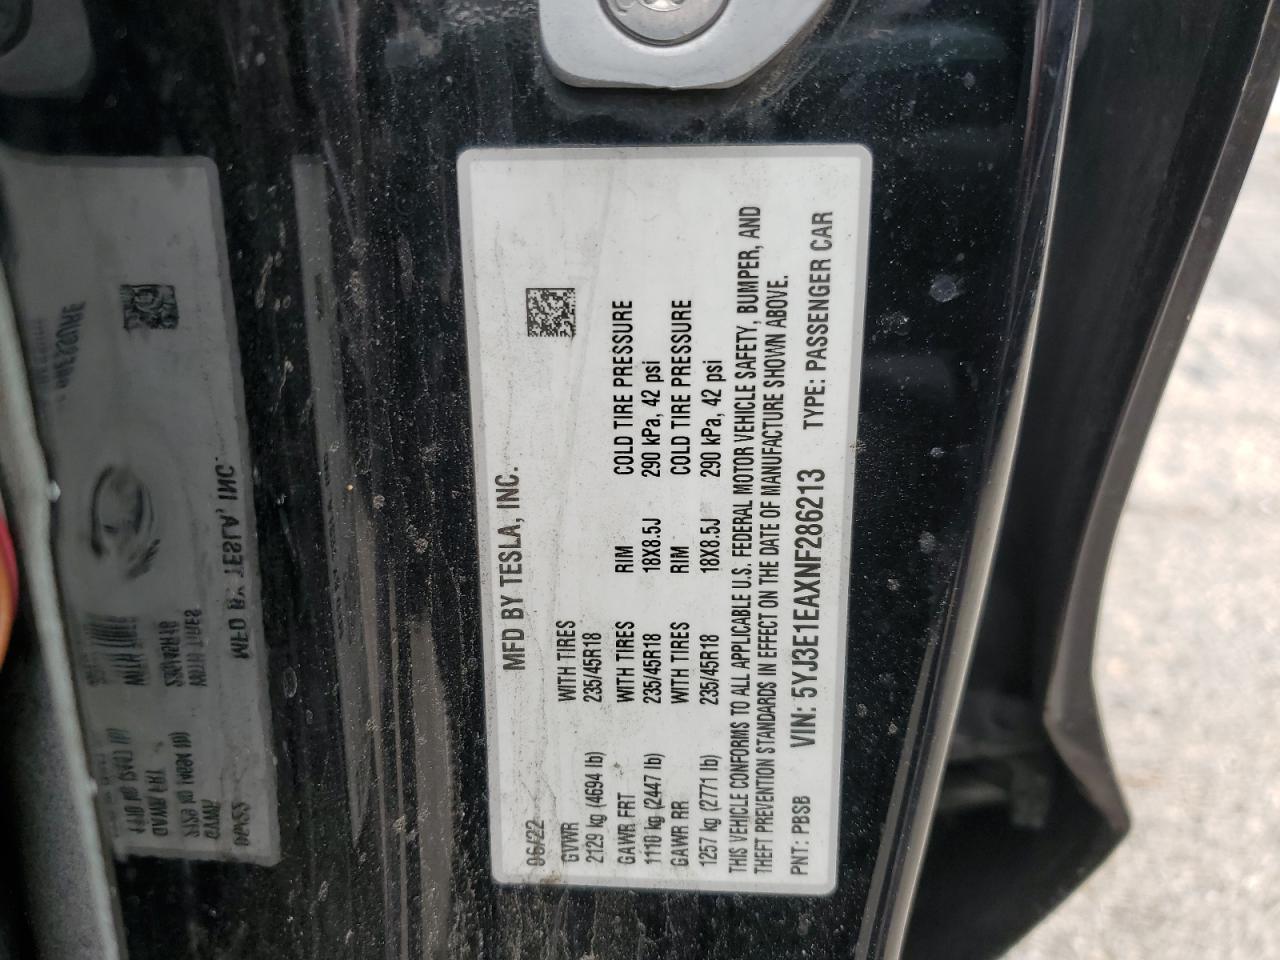 MFD BY TESLA, INC.
06/22
GVWR WITH TIRES
2129 kg (4694 lb) 235/45R18
GAWR FRT WITH TIRES RIM COLD TIRE PRESSURE
1110 kg (2447 lb) 235/45R18 18X8.5J 290 kPa, 42 psi
GAWR RR WITH TIRES RIM COLD TIRE PRESSURE
1257 kg (2771 lb) 235/45R18 18X8.5J 290 kPa, 42 psi
THIS VEHICLE CONFORMS TO ALL APPLICABLE U.S. FEDERAL MOTOR VEHICLE SAFETY, BUMPER, AND
THEFT PREVENTION STANDARDS IN EFFECT ON THE DATE OF MANUFACTURE SHOWN ABOVE.
PNT: PBSB VIN: 5YJ3E1EAXNF286213 TYPE: PASSENGER CAR